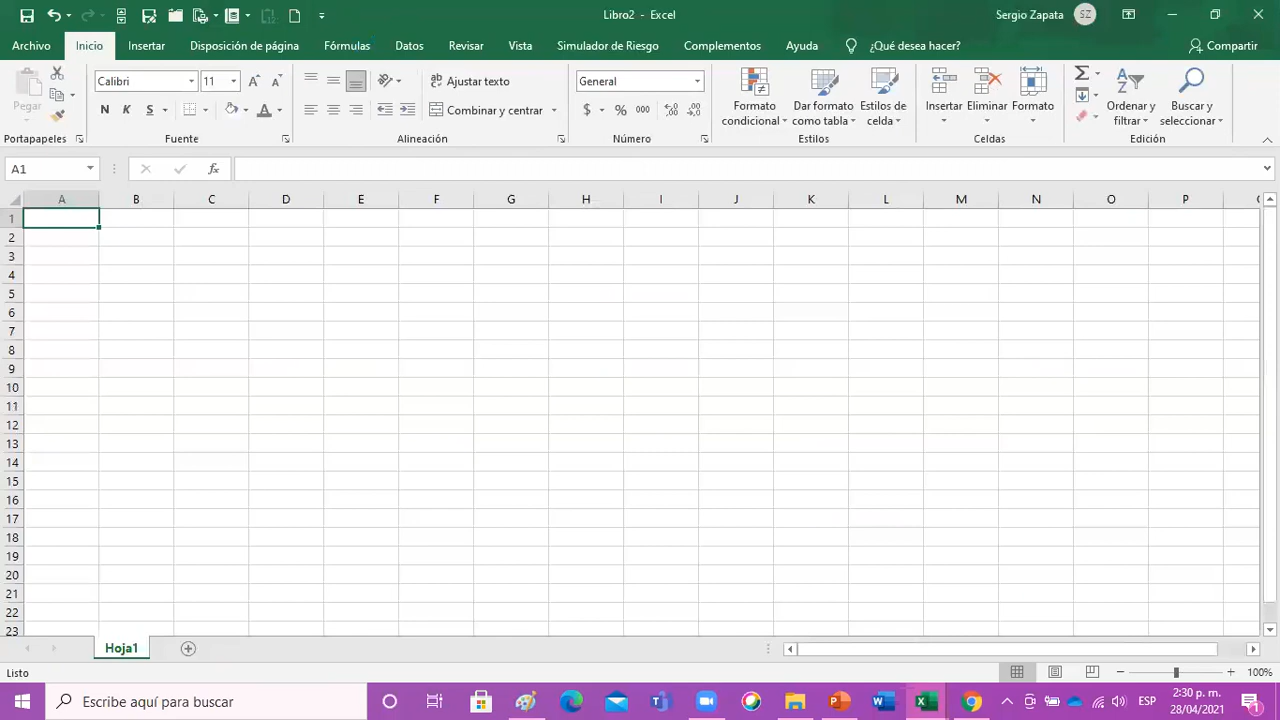 Libro2 - Excel
Sergio Zapata SZ
Archivo Inicio Insertar Disposición de página Fórmulas Datos Revisar Vista Simulador de Riesgo Complementos Ayuda ¿Qué desea hacer? Compartir
Pegar
Portapapeles
Calibri 11
N K S A
Fuente
Ajustar texto
Combinar y centrar
Alineación
General
$ % 000
Número
Formato condicional
Dar formato como tabla
Estilos de celda
Estilos
Insertar Eliminar Formato
Celdas
Ordenar y filtrar
Buscar y seleccionar
Edición
A1 fx
A B C D E F G H I J K L M N O P
1
2
3
4
5
6
7
8
9
10
11
12
13
14
15
16
17
18
19
20
21
22
23
Hoja1
Listo 100%
Escribe aquí para buscar
ESP
2:30 p. m.
28/04/2021
1